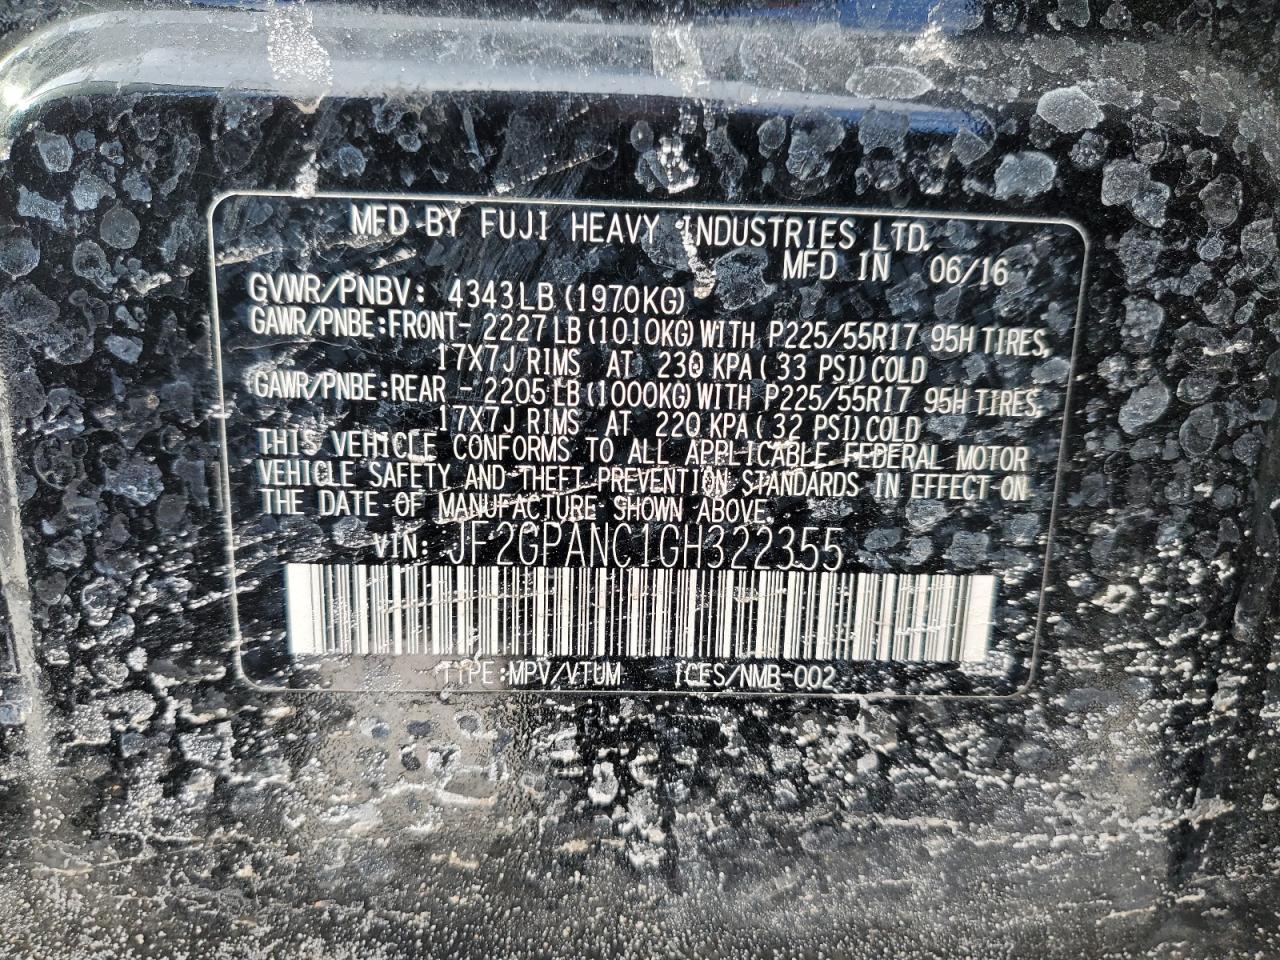 MFD BY FUJI HEAVY INDUSTRIES LTD.
MFD IN 06/16
GVWR/PNBV: 4343LB(1970KG)
GAWR/PNBE:FRONT- 2227LB(1010KG)WITH P225/55R17 95H TIRES,
17X7J RIMS AT 230 KPA(33 PSI)COLD
GAWR/PNBE:REAR - 2205LB(1000KG)WITH P225/55R17 95H TIRES,
17X7J RIMS AT 220 KPA(32 PSI)COLD
THIS VEHICLE CONFORMS TO ALL APPLICABLE FEDERAL MOTOR
VEHICLE SAFETY AND THEFT PREVENTION STANDARDS IN EFFECT ON
THE DATE OF MANUFACTURE SHOWN ABOVE.
VIN: JF2GPANC1GH322355
TYPE:MPV/VTUM ICES/NMB-002